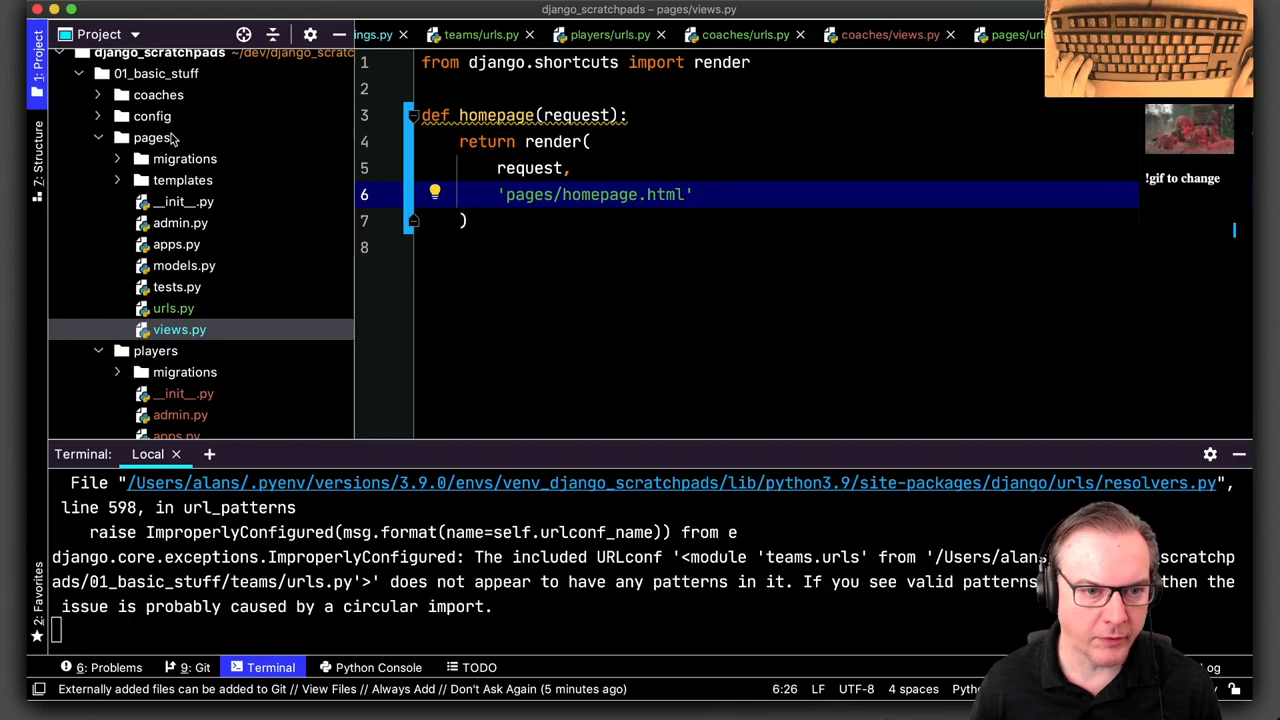 django_scratchpads – pages/views.py
Project
ings.py
teams/urls.py
players/urls.py
coaches/urls.py
coaches/views.py
pages/urls
1: Project
7: Structure
2: Favorites
django_scratchpads ~/dev/django_scratc
01_basic_stuff
coaches
config
pages
migrations
templates
__init__.py
admin.py
apps.py
models.py
tests.py
urls.py
views.py
players
migrations
__init__.py
admin.py
apps.py
1 from django.shortcuts import render
2
3 def homepage(request):
4 return render(
5 request,
6 'pages/homepage.html'
7 )
8
!gif to change
Terminal: Local +
File "/Users/alans/.pyenv/versions/3.9.0/envs/venv_django_scratchpads/lib/python3.9/site-packages/django/urls/resolvers.py",
line 598, in url_patterns
raise ImproperlyConfigured(msg.format(name=self.urlconf_name)) from e
django.core.exceptions.ImproperlyConfigured: The included URLconf '<module 'teams.urls' from '/Users/alans scratchp
ads/01_basic_stuff/teams/urls.py'>' does not appear to have any patterns in it. If you see valid patterns then the
issue is probably caused by a circular import.
6: Problems
9: Git
Terminal
Python Console
TODO
Externally added files can be added to Git // View Files // Always Add // Don't Ask Again (5 minutes ago)
6:26 LF UTF-8 4 spaces